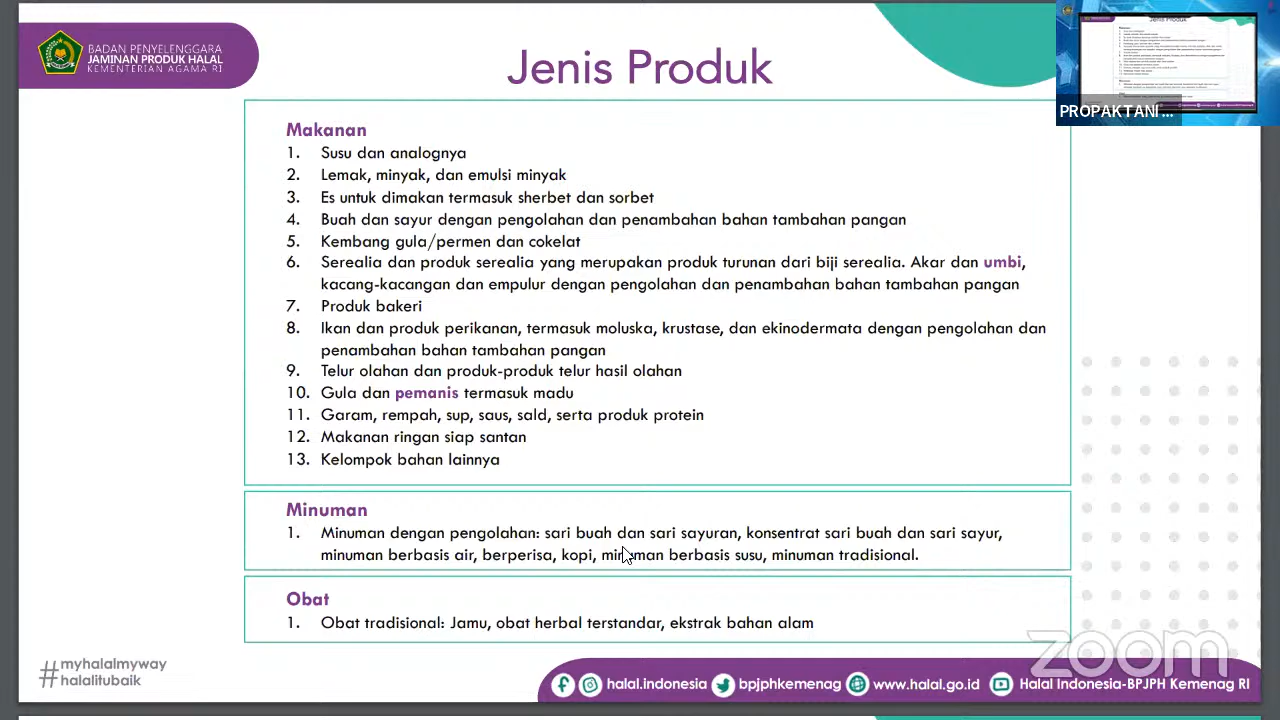 BADAN PENYELENGGARA
JAMINAN PRODUK HALAL
KEMENTERIAN AGAMA RI
Jenis Produk
PROPAKTANI ...
Makanan
1. Susu dan analognya
2. Lemak, minyak, dan emulsi minyak
3. Es untuk dimakan termasuk sherbet dan sorbet
4. Buah dan sayur dengan pengolahan dan penambahan bahan tambahan pangan
5. Kembang gula/permen dan cokelat
6. Serealia dan produk serealia yang merupakan produk turunan dari biji serealia. Akar dan umbi,
kacang-kacangan dan empulur dengan pengolahan dan penambahan bahan tambahan pangan
7. Produk bakeri
8. Ikan dan produk perikanan, termasuk moluska, krustase, dan ekinodermata dengan pengolahan dan
penambahan bahan tambahan pangan
9. Telur olahan dan produk-produk telur hasil olahan
10. Gula dan pemanis termasuk madu
11. Garam, rempah, sup, saus, sald, serta produk protein
12. Makanan ringan siap santan
13. Kelompok bahan lainnya
Minuman
1. Minuman dengan pengolahan: sari buah dan sari sayuran, konsentrat sari buah dan sari sayur,
minuman berbasis air, berperisa, kopi, minuman berbasis susu, minuman tradisional.
Obat
1. Obat tradisional: Jamu, obat herbal terstandar, ekstrak bahan alam
zoom
#myhalalmyway
halalitubaik
halal.indonesia bpjphkemenag www.halal.go.id Halal Indonesia-BPJPH Kemenag RI